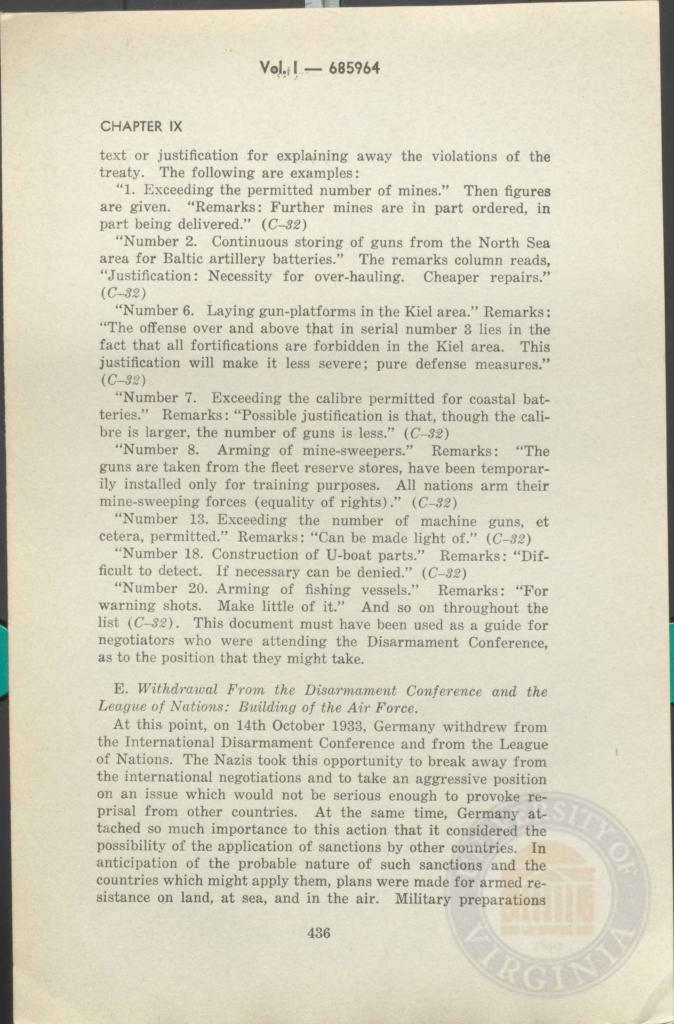 Vol. I — 685964
CHAPTER IX
text or justification for explaining away the violations of the
treaty. The following are examples:
"1. Exceeding the permitted number of mines." Then figures
are given. "Remarks: Further mines are in part ordered, in
part being delivered." (C-32)
"Number 2. Continuous storing of guns from the North Sea
area for Baltic artillery batteries." The remarks column reads,
"Justification: Necessity for over-hauling. Cheaper repairs."
(C-32)
"Number 6. Laying gun-platforms in the Kiel area." Remarks:
"The offense over and above that in serial number 3 lies in the
fact that all fortifications are forbidden in the Kiel area. This
justification will make it less severe; pure defense measures."
(C-32)
"Number 7. Exceeding the calibre permitted for coastal bat-
teries." Remarks: "Possible justification is that, though the cali-
bre is larger, the number of guns is less." (C-32)
"Number 8. Arming of mine-sweepers." Remarks: "The
guns are taken from the fleet reserve stores, have been temporar-
ily installed only for training purposes. All nations arm their
mine-sweeping forces (equality of rights)." (C-32)
"Number 13. Exceeding the number of machine guns, et
cetera, permitted." Remarks: "Can be made light of." (C-32)
"Number 18. Construction of U-boat parts." Remarks: "Dif-
ficult to detect. If necessary can be denied." (C-32)
"Number 20. Arming of fishing vessels." Remarks: "For
warning shots. Make little of it." And so on throughout the
list (C-32). This document must have been used as a guide for
negotiators who were attending the Disarmament Conference,
as to the position that they might take.
E. Withdrawal From the Disarmament Conference and the
League of Nations: Building of the Air Force.
At this point, on 14th October 1933, Germany withdrew from
the International Disarmament Conference and from the League
of Nations. The Nazis took this opportunity to break away from
the international negotiations and to take an aggressive position
on an issue which would not be serious enough to provoke re-
prisal from other countries. At the same time, Germany at-
tached so much importance to this action that it considered the
possibility of the application of sanctions by other countries. In
anticipation of the probable nature of such sanctions and the
countries which might apply them, plans were made for armed re-
sistance on land, at sea, and in the air. Military preparations
436
UNIVERSITY OF
VIRGINIA
1819